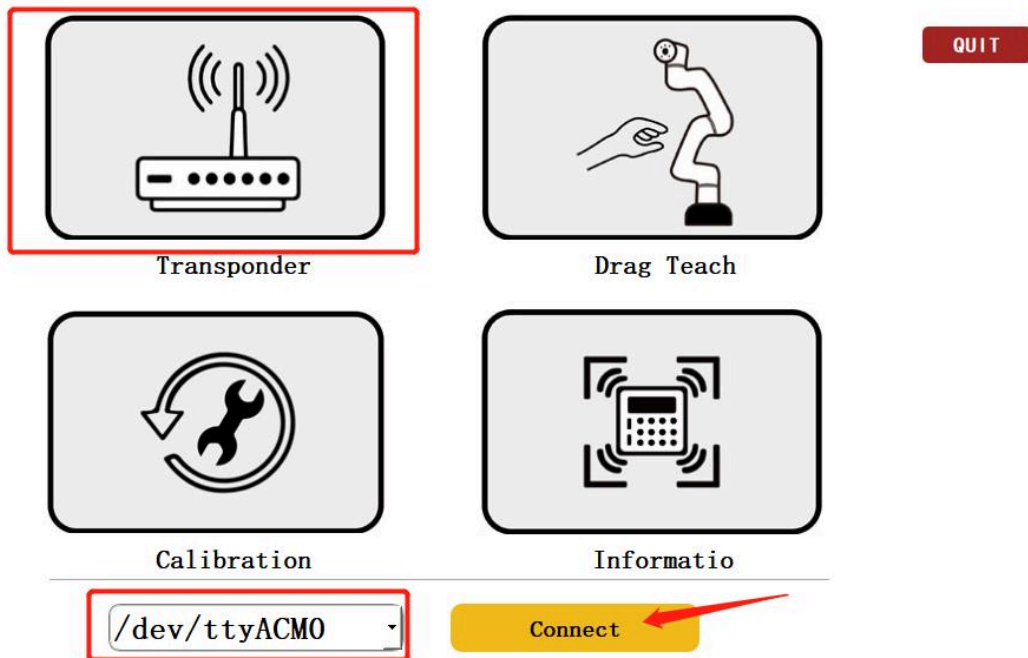 QUIT
Transponder
Drag Teach
Calibration
Informatio
/dev/ttyACM0
Connect